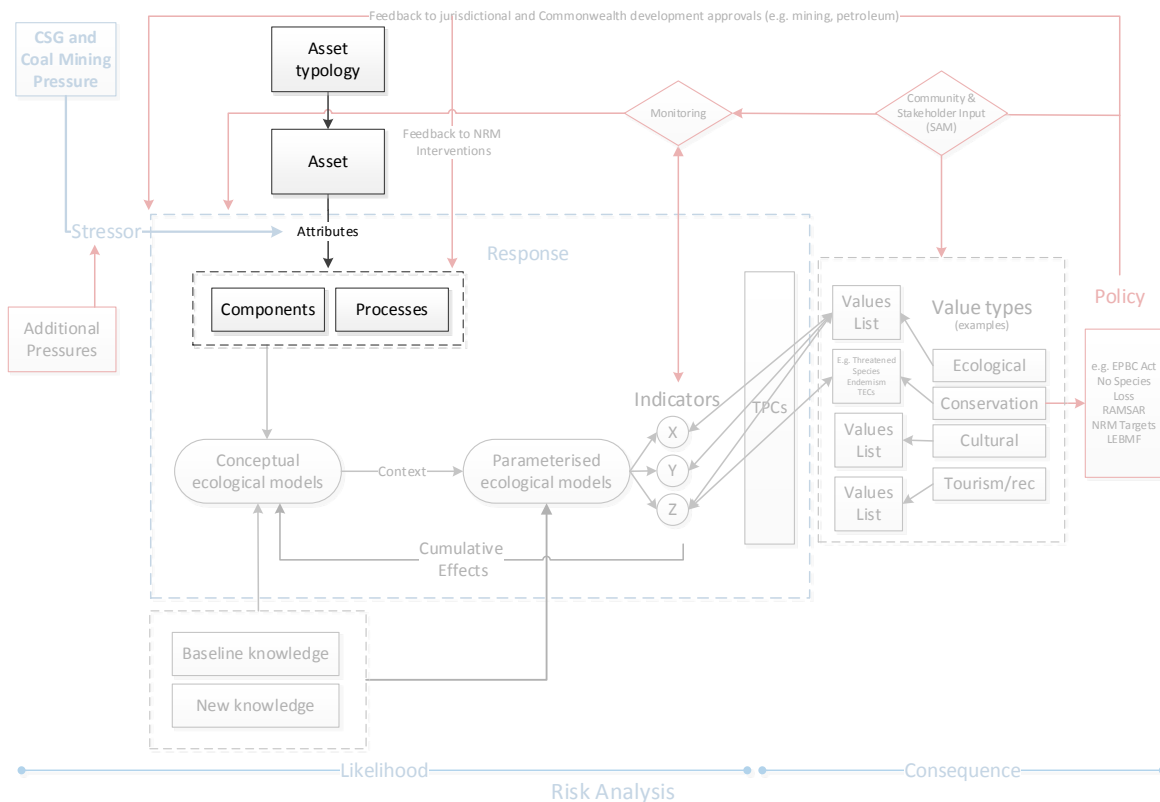 Feedback to jurisdictional and Commonwealth development approvals (e.g. mining, petroleum)
CSG and
Coal Mining
Pressure
Asset
typology
Monitoring
Community &
Stakeholder Input
(SAM)
Feedback to NRM
Interventions
Asset
Stressor
Attributes
Response
Components
Processes
Additional
Pressures
Values
List
Value types
(examples)
Policy
E.g. Threatened
Species
Endemism
TECs
Ecological
Conservation
Cultural
Tourism/rec
Values
List
Values
List
e.g. EPBC Act
No Species
Loss
RAMSAR
NRM Targets
LEBMF
Indicators
TPCs
X
Y
Z
Conceptual
ecological models
Context
Parameterised
ecological models
Cumulative
Effects
Baseline knowledge
New knowledge
Likelihood
Consequence
Risk Analysis